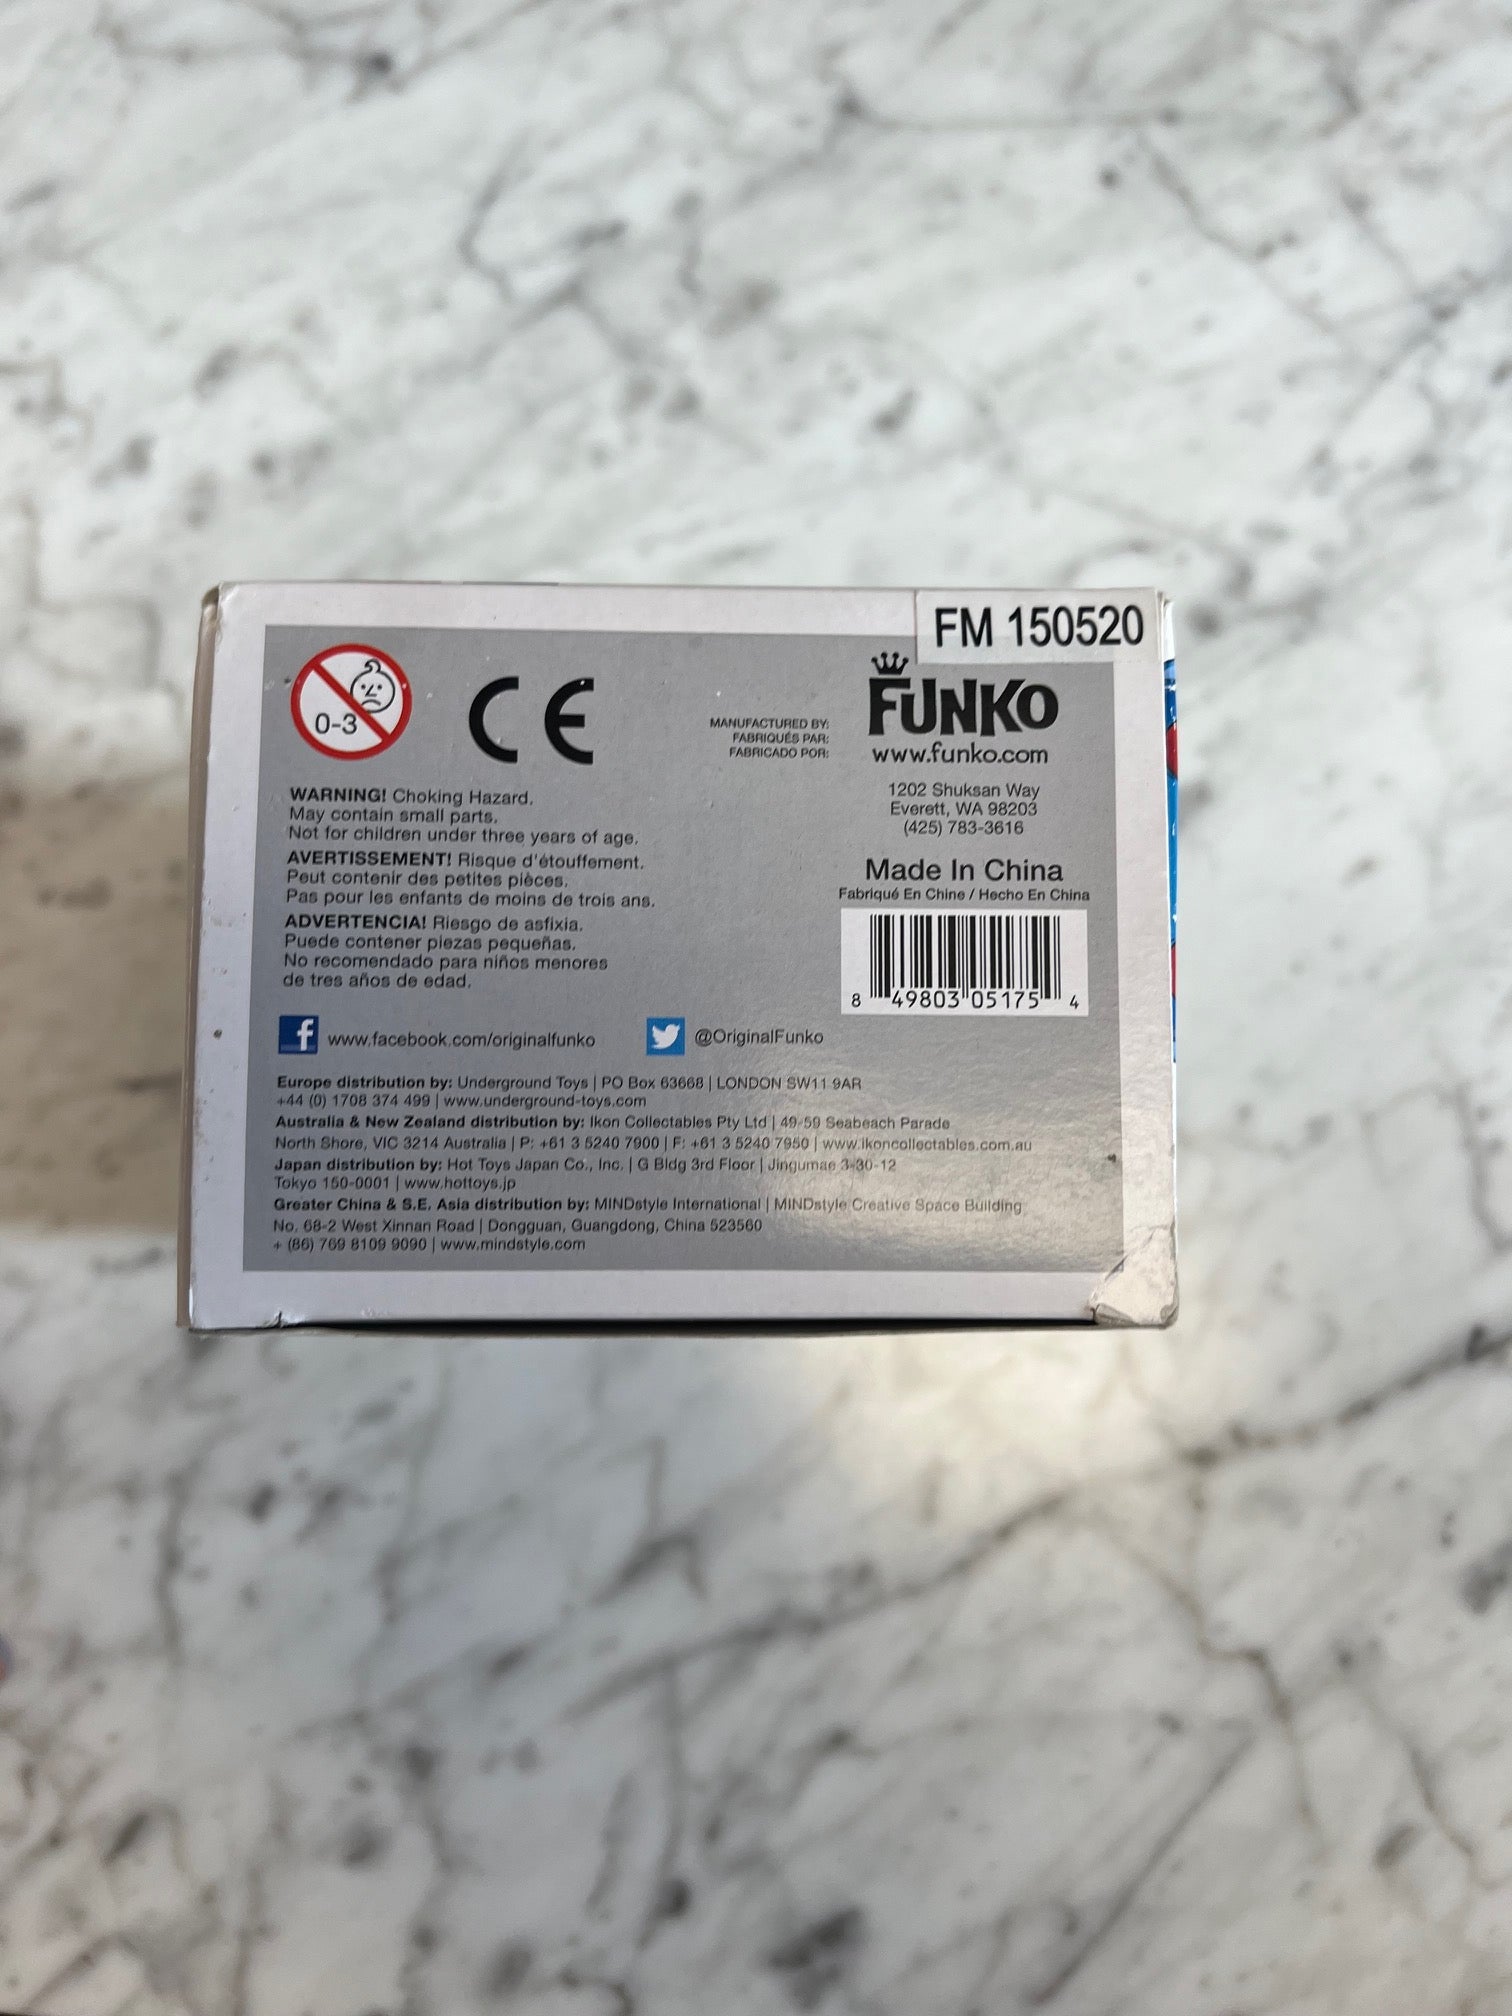 FM 150520
0-3
CE
MANUFACTURED BY:
FABRIQUÉS PAR:
FABRICADO POR:
FUNKO
www.funko.com
1202 Shuksan Way
Everett, WA 98203
(425) 783-3616
Made In China
Fabriqué En Chine / Hecho En China
8 49803 05175 4
WARNING! Choking Hazard.
May contain small parts.
Not for children under three years of age.
AVERTISSEMENT! Risque d'étouffement.
Peut contenir des petites pièces.
Pas pour les enfants de moins de trois ans.
ADVERTENCIA! Riesgo de asfixia.
Puede contener piezas pequeñas.
No recomendado para niños menores
de tres años de edad.
f www.facebook.com/originalfunko
@OriginalFunko
Europe distribution by: Underground Toys | PO Box 63668 | LONDON SW11 9AR
+44 (0) 1708 374 499 | www.underground-toys.com
Australia & New Zealand distribution by: Ikon Collectables Pty Ltd | 49-59 Seabeach Parade
North Shore, VIC 3214 Australia | P: +61 3 5240 7900 | F: +61 3 5240 7950 | www.ikoncollectables.com.au
Japan distribution by: Hot Toys Japan Co., Inc. | G Bldg 3rd Floor | Jingumae 3-30-12
Tokyo 150-0001 | www.hottoys.jp
Greater China & S.E. Asia distribution by: MINDstyle International | MINDstyle Creative Space Building
No. 68-2 West Xinnan Road | Dongguan, Guangdong, China 523560
+ (86) 769 8109 9090 | www.mindstyle.com